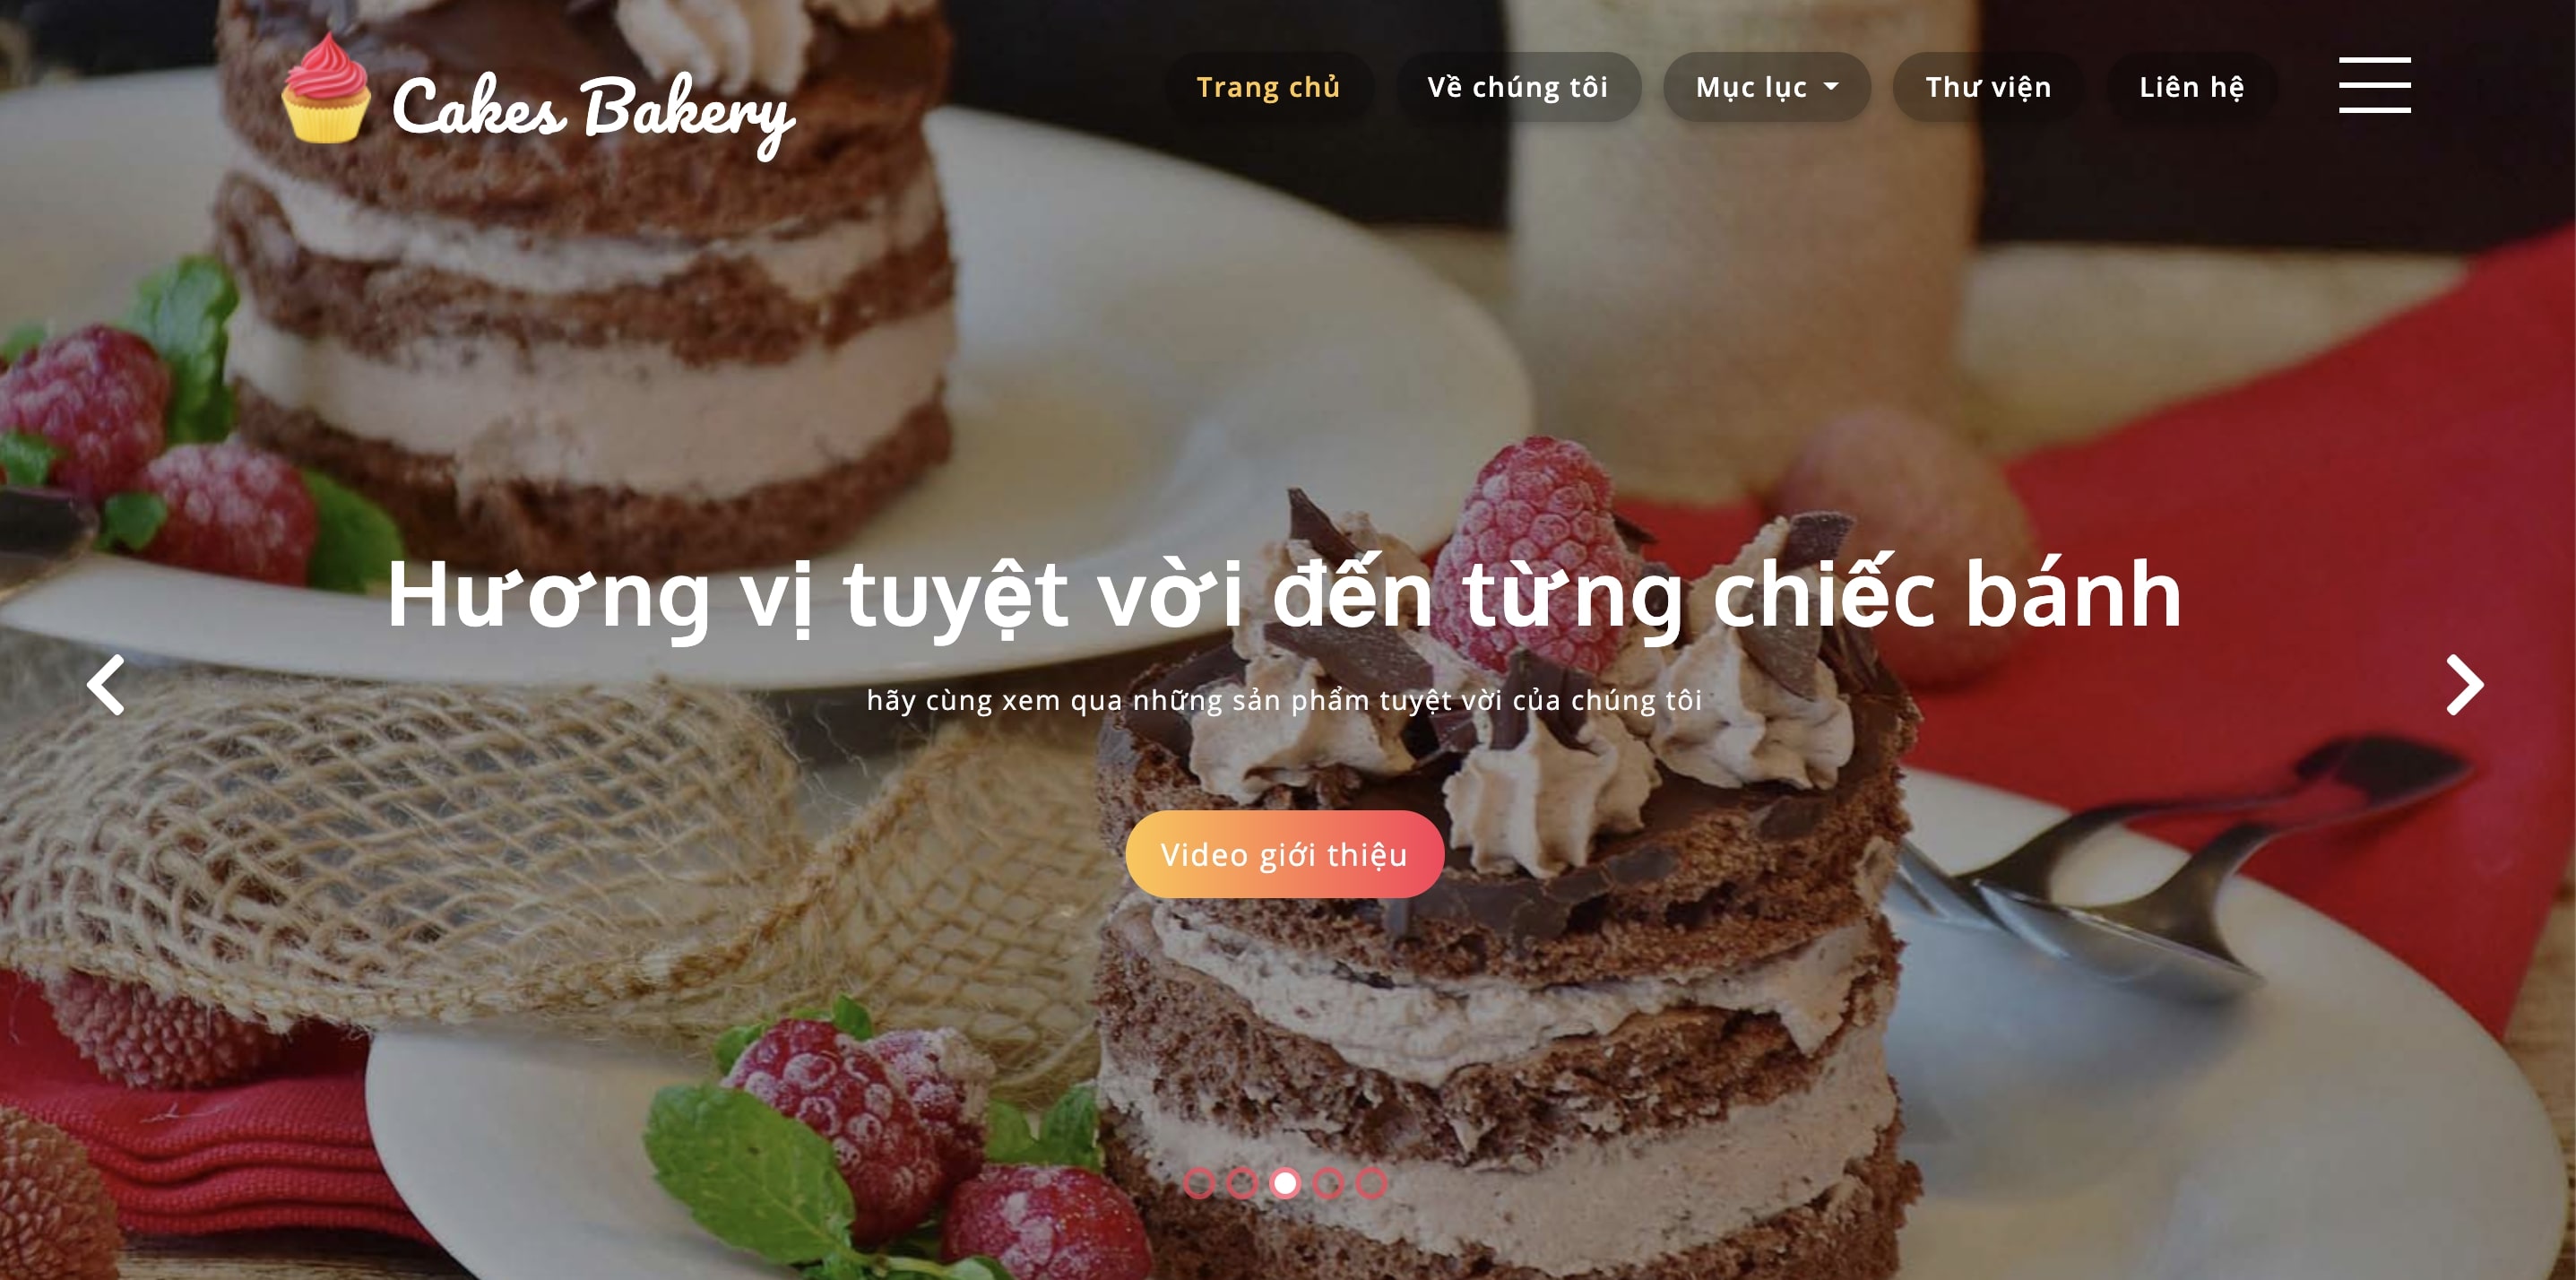 Cakes Bakery
Trang chủ
Về chúng tôi
Mục lục
Thư viện
Liên hệ
Hương vị tuyệt vời đến từng chiếc bánh
hãy cùng xem qua những sản phẩm tuyệt vời của chúng tôi
Video giới thiệu